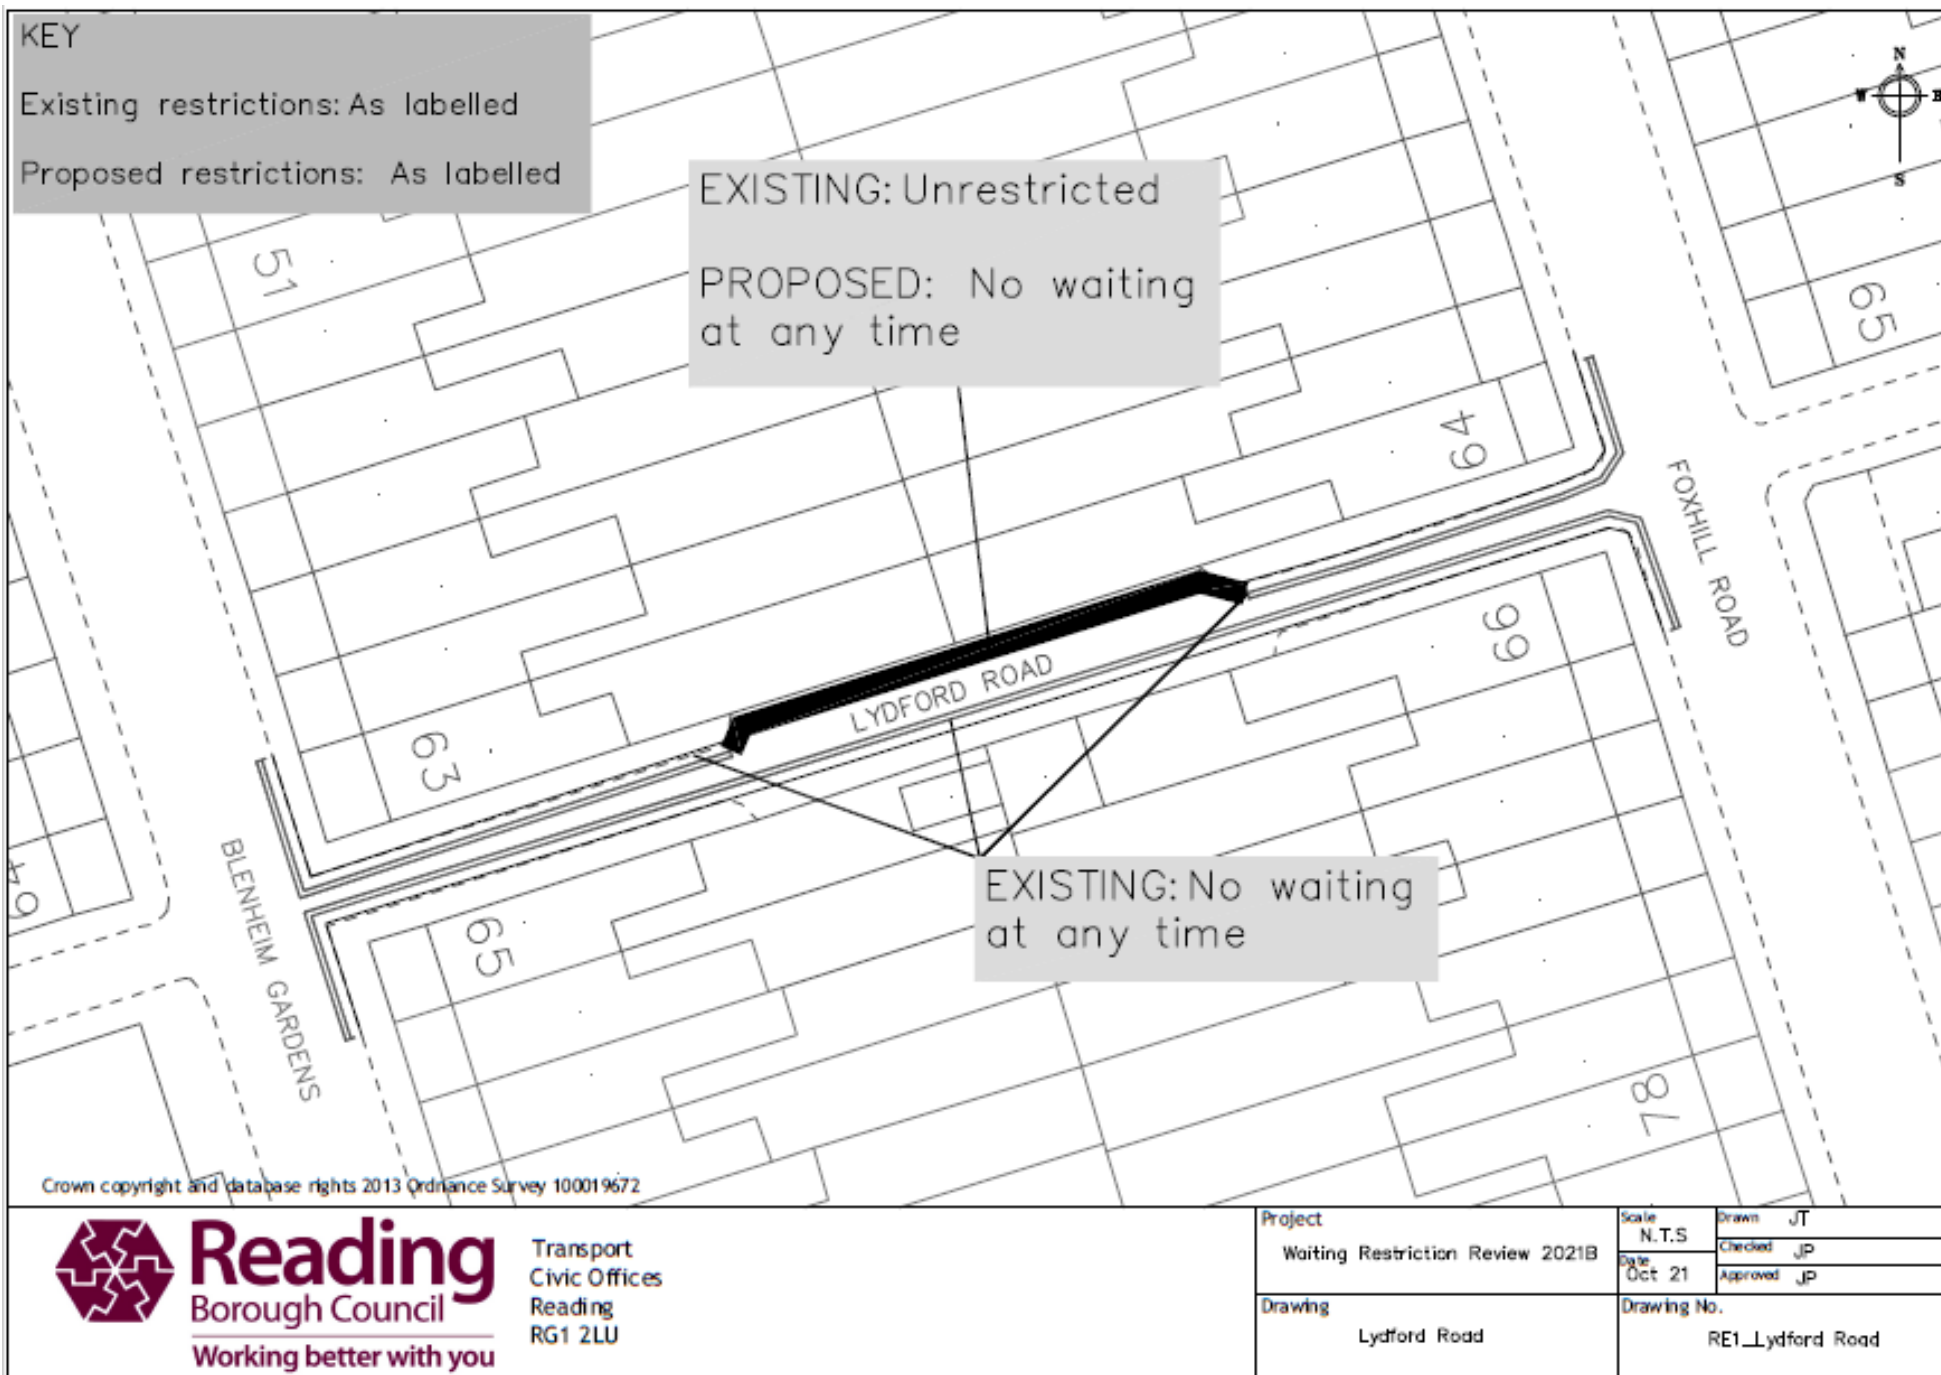 KEY
Existing restrictions: As labelled
Proposed restrictions: As labelled
N
W
E
S
EXISTING: Unrestricted
PROPOSED: No waiting
at any time
51
65
64
FOXHILL ROAD
LYDFORD ROAD
99
63
64
BLENHEIM GARDENS
65
EXISTING: No waiting
at any time
78
Crown copyright and database rights 2013 Ordnance Survey 100019672
Reading
Borough Council
Working better with you
Transport
Civic Offices
Reading
RG1 2LU
Project
Waiting Restriction Review 2021B
Scale
N.T.S
Date
Oct 21
Drawn JT
Checked JP
Approved JP
Drawing
Lydford Road
Drawing No.
RE1_Lydford Road